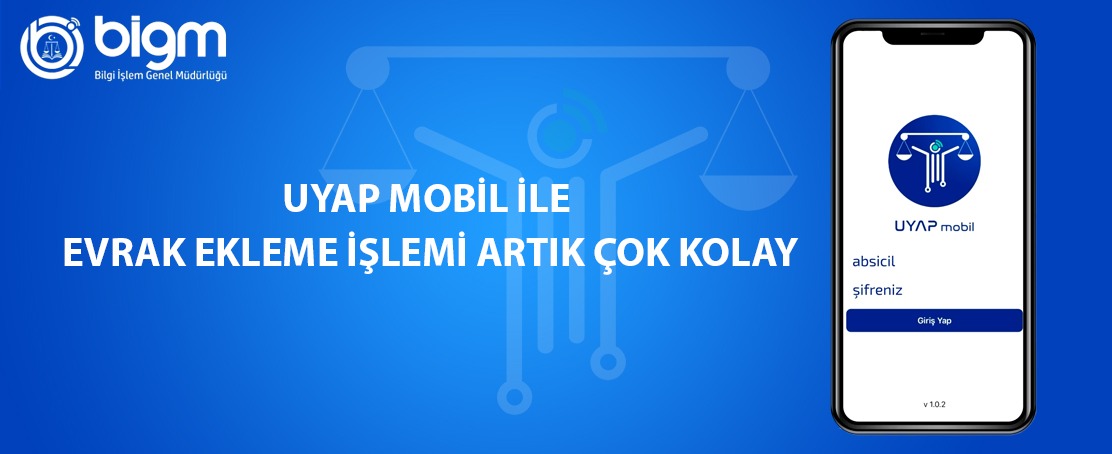 bigm
Bilgi İşlem Genel Müdürlüğü
UYAP MOBİL İLE
EVRAK EKLEME İŞLEMİ ARTIK ÇOK KOLAY
UYAP mobil
absicil
şifreniz
Giriş Yap
v 1.0.2